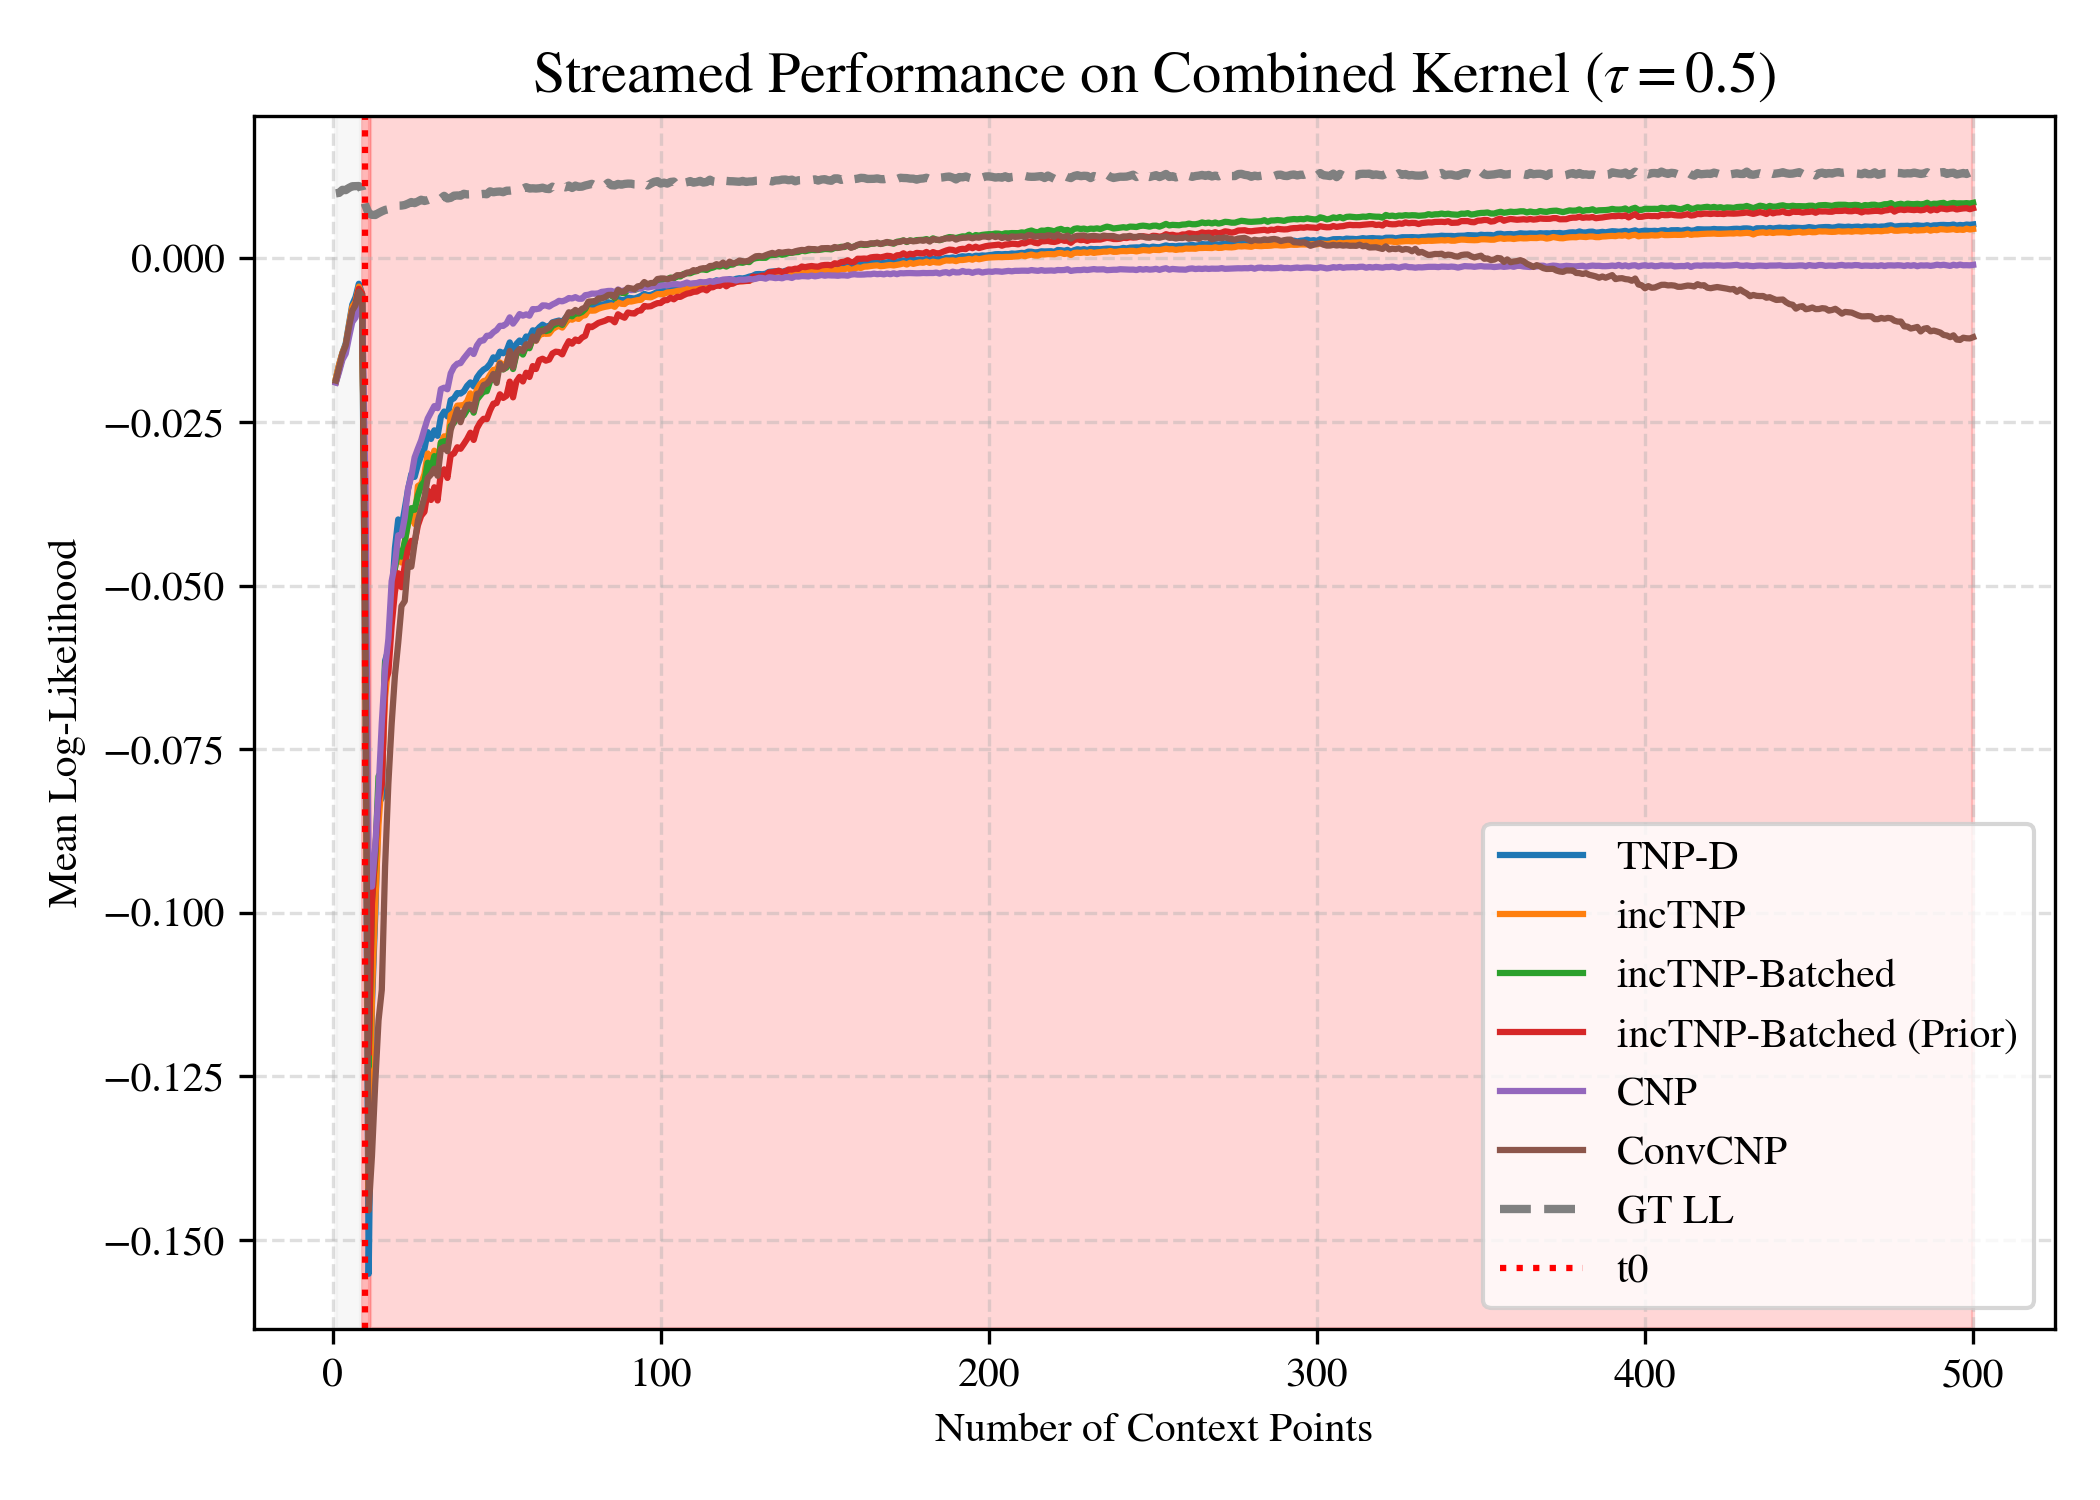 Streamed Performance on Combined Kernel (τ = 0.5)
Mean Log-Likelihood
0.000
−0.025
−0.050
−0.075
−0.100
−0.125
−0.150
TNP-D
incTNP
incTNP-Batched
incTNP-Batched (Prior)
CNP
ConvCNP
GT LL
t0
0 100 200 300 400 500
Number of Context Points